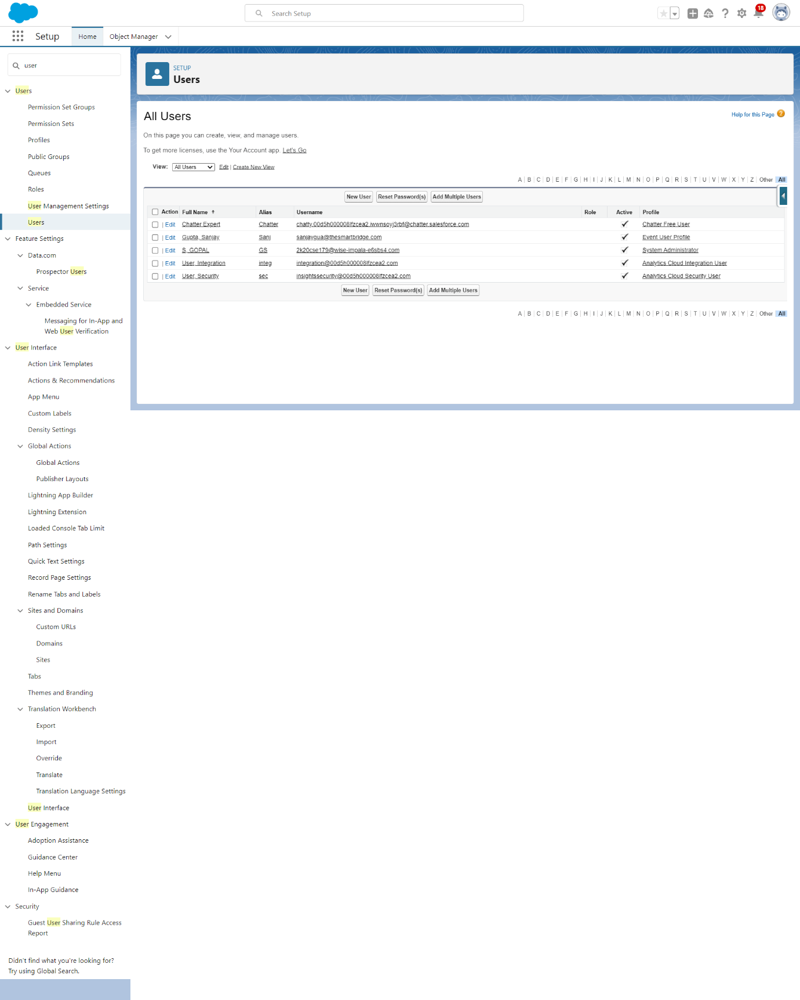 Search Setup
18
Setup
Home
Object Manager
user
Users
Permission Set Groups
Permission Sets
Profiles
Public Groups
Queues
Roles
User Management Settings
Users
Feature Settings
Data.com
Prospector Users
Service
Embedded Service
Messaging for In-App and
Web User Verification
User Interface
Action Link Templates
Actions & Recommendations
App Menu
Custom Labels
Density Settings
Global Actions
Global Actions
Publisher Layouts
Lightning App Builder
Lightning Extension
Loaded Console Tab Limit
Path Settings
Quick Text Settings
Record Page Settings
Rename Tabs and Labels
Sites and Domains
Custom URLs
Domains
Sites
Tabs
Themes and Branding
Translation Workbench
Export
Import
Override
Translate
Translation Language Settings
User Interface
User Engagement
Adoption Assistance
Guidance Center
Help Menu
In-App Guidance
Security
Guest User Sharing Rule Access
Report
Didn't find what you're looking for?
Try using Global Search.
SETUP
Users
All Users
Help for this Page ?
On this page you can create, view, and manage users.
To get more licenses, use the Your Account app. Let's Go
View: All Users Edit | Create New View
A | B | C | D | E | F | G | H | I | J | K | L | M | N | O | P | Q | R | S | T | U | V | W | X | Y | Z | Other All
New User Reset Password(s) Add Multiple Users
Action Full Name ↑ Alias Username Role Active Profile
| Edit Chatter Expert Chatter chatty.00d5h000008lfzcea2.iwwnsoyj3rbf@chatter.salesforce.com ✓ Chatter Free User
| Edit Gupta, Sanjay Sanj sanjaygua@thesmartbridge.com ✓ Event User Profile
| Edit S, GOPAL GS 2k20cse179@wise-impala-e6sbs4.com ✓ System Administrator
| Edit User, Integration integ integration@00d5h000008lfzcea2.com ✓ Analytics Cloud Integration User
| Edit User, Security sec insightssecurity@00d5h000008lfzcea2.com ✓ Analytics Cloud Security User
New User Reset Password(s) Add Multiple Users
A | B | C | D | E | F | G | H | I | J | K | L | M | N | O | P | Q | R | S | T | U | V | W | X | Y | Z | Other All